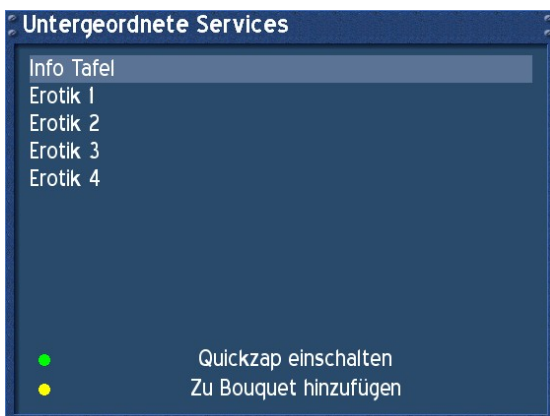 Untergeordnete Services
Info Tafel
Erotik 1
Erotik 2
Erotik 3
Erotik 4
Quickzap einschalten
Zu Bouquet hinzufügen